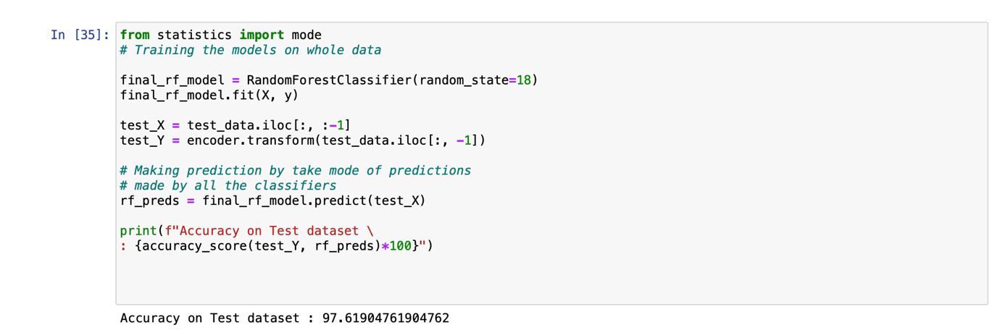 In [35]: from statistics import mode
# Training the models on whole data
final_rf_model = RandomForestClassifier(random_state=18)
final_rf_model.fit(X, y)
test_X = test_data.iloc[:, :-1]
test_Y = encoder.transform(test_data.iloc[:, -1])
# Making prediction by take mode of predictions
# made by all the classifiers
rf_preds = final_rf_model.predict(test_X)
print(f"Accuracy on Test dataset \
: {accuracy_score(test_Y, rf_preds)*100}")
Accuracy on Test dataset : 97.61904761904762